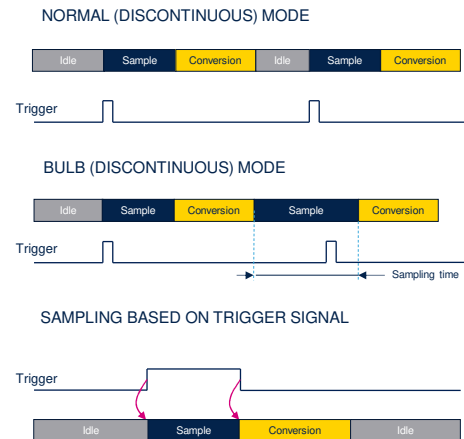 NORMAL (DISCONTINUOUS) MODE
Idle Sample Conversion Idle Sample Conversion
Trigger
BULB (DISCONTINUOUS) MODE
Idle Sample Conversion Sample Conversion
Trigger
Sampling time
SAMPLING BASED ON TRIGGER SIGNAL
Trigger
Idle Sample Conversion Idle